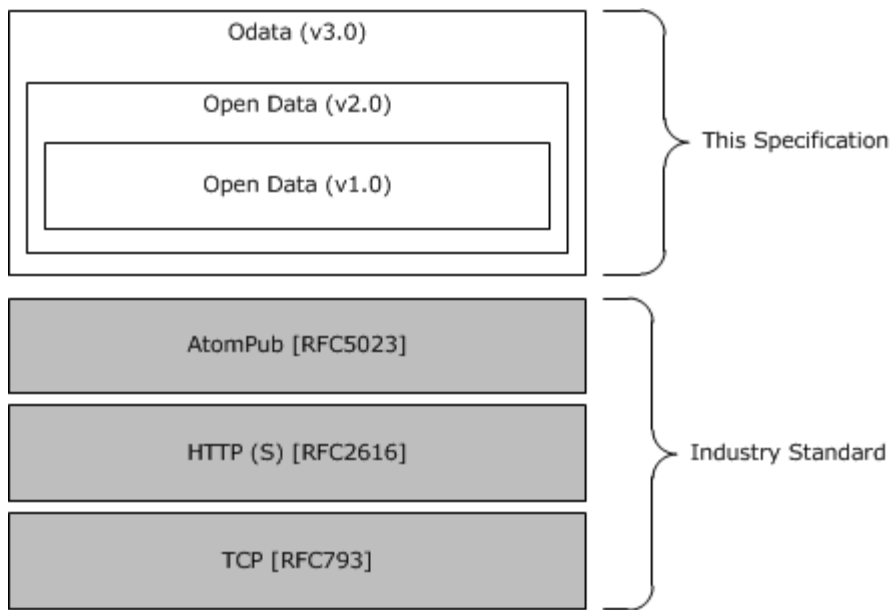 Odata (v3.0)
Open Data (v2.0)
Open Data (v1.0)
This Specification
AtomPub [RFC5023]
HTTP (S) [RFC2616]
Industry Standard
TCP [RFC793]